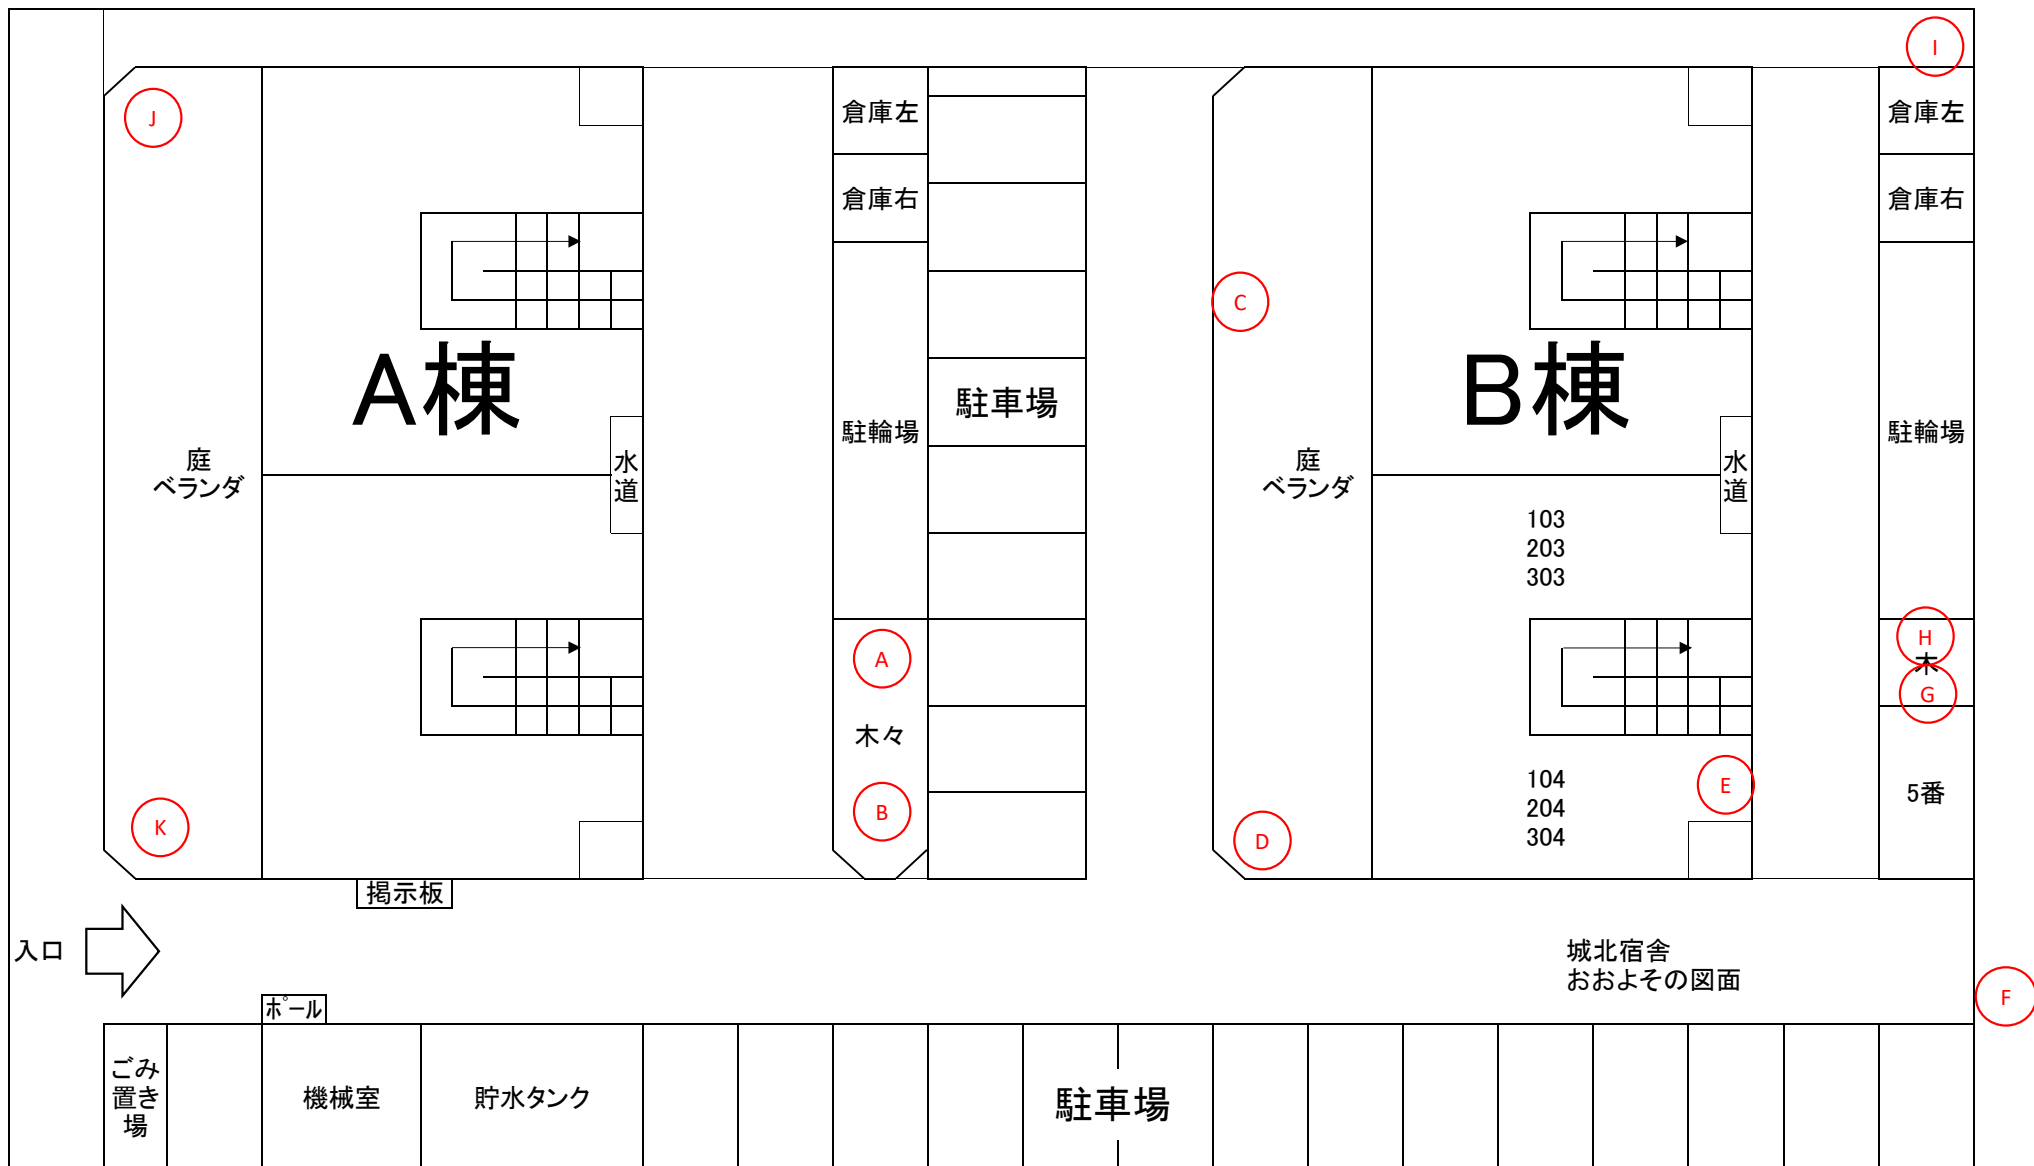 I
J
倉庫左
倉庫左
倉庫右
倉庫右
C
A棟
駐車場
B棟
駐輪場
駐輪場
庭
ベランダ
水
道
庭
ベランダ
水
道
103
203
303
A
H
木
G
木々
104
204
304
E
5番
B
K
D
掲示板
入口
城北宿舎
おおよその図面
F
ポール
ごみ
置き
場
機械室
貯水タンク
駐車場